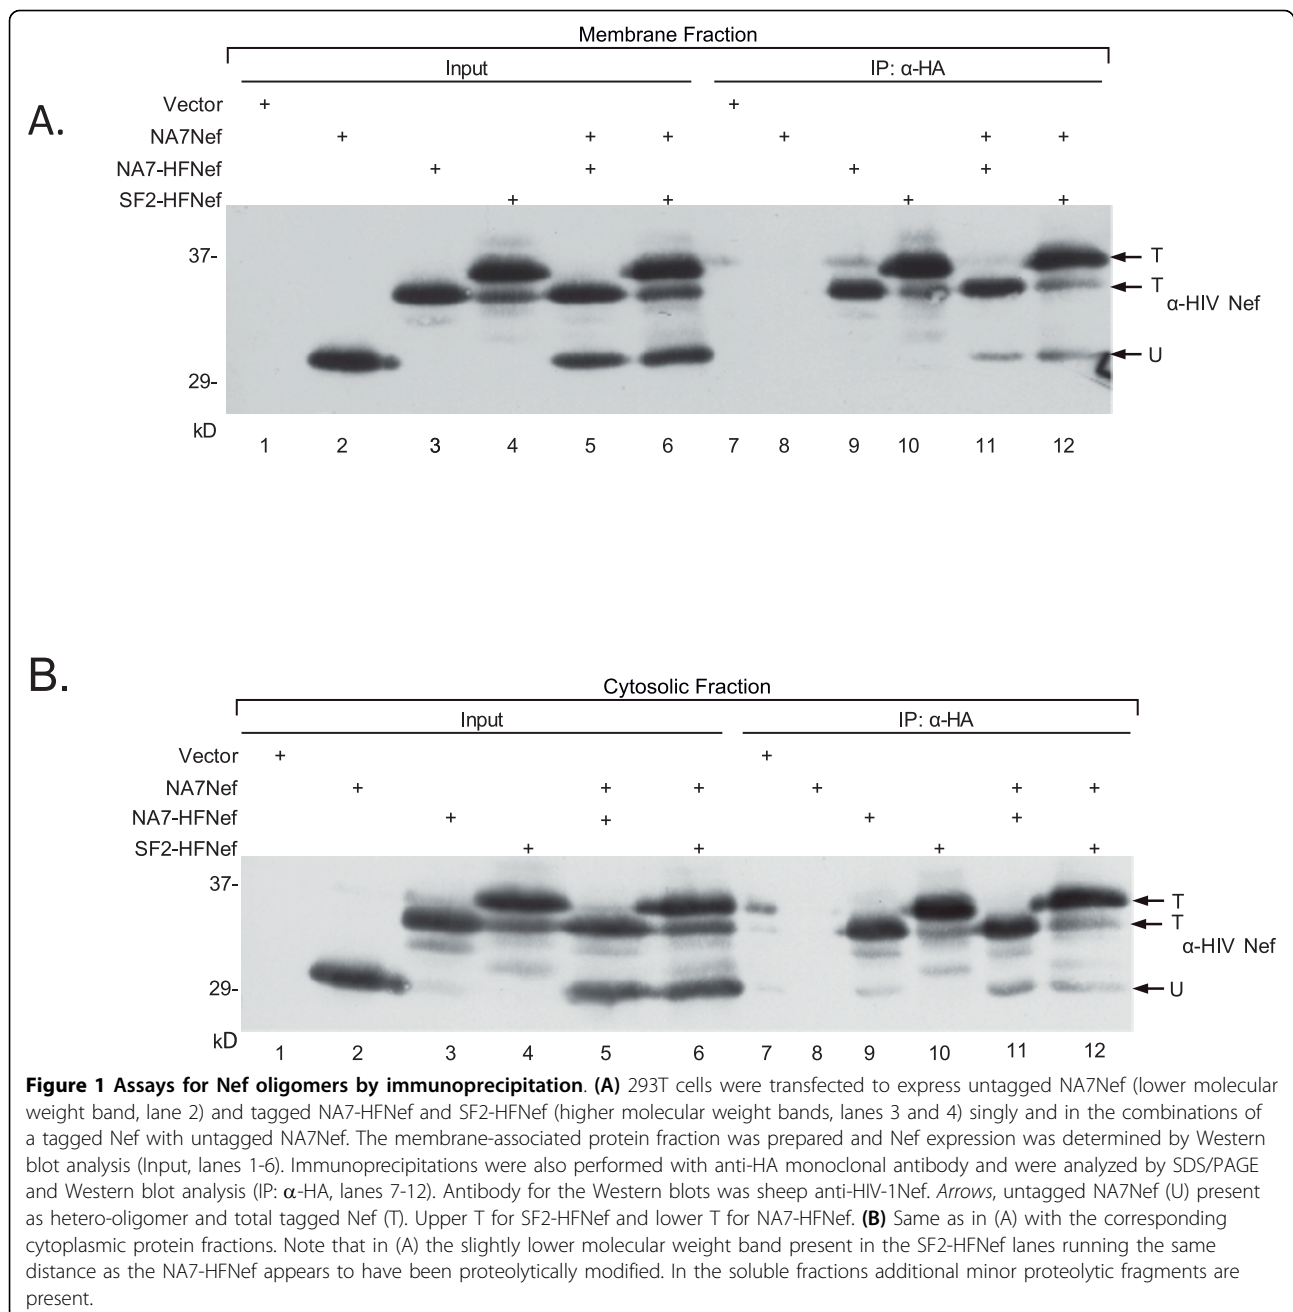 Membrane Fraction
Input IP: α-HA
A.
Vector + +
NA7Nef + + + + + +
NA7-HFNef + + + +
SF2-HFNef + + + +
37- T
T
α-HIV Nef
U
29-
kD
1 2 3 4 5 6 7 8 9 10 11 12
B.
Cytosolic Fraction
Input IP: α-HA
Vector + +
NA7Nef + + + + + +
NA7-HFNef + + + +
SF2-HFNef + + + +
37-
T
T
α-HIV Nef
29- U
kD
1 2 3 4 5 6 7 8 9 10 11 12
Figure 1 Assays for Nef oligomers by immunoprecipitation. (A) 293T cells were transfected to express untagged NA7Nef (lower molecular
weight band, lane 2) and tagged NA7-HFNef and SF2-HFNef (higher molecular weight bands, lanes 3 and 4) singly and in the combinations of
a tagged Nef with untagged NA7Nef. The membrane-associated protein fraction was prepared and Nef expression was determined by Western
blot analysis (Input, lanes 1-6). Immunoprecipitations were also performed with anti-HA monoclonal antibody and were analyzed by SDS/PAGE
and Western blot analysis (IP: α-HA, lanes 7-12). Antibody for the Western blots was sheep anti-HIV-1Nef. Arrows, untagged NA7Nef (U) present
as hetero-oligomer and total tagged Nef (T). Upper T for SF2-HFNef and lower T for NA7-HFNef. (B) Same as in (A) with the corresponding
cytoplasmic protein fractions. Note that in (A) the slightly lower molecular weight band present in the SF2-HFNef lanes running the same
distance as the NA7-HFNef appears to have been proteolytically modified. In the soluble fractions additional minor proteolytic fragments are
present.